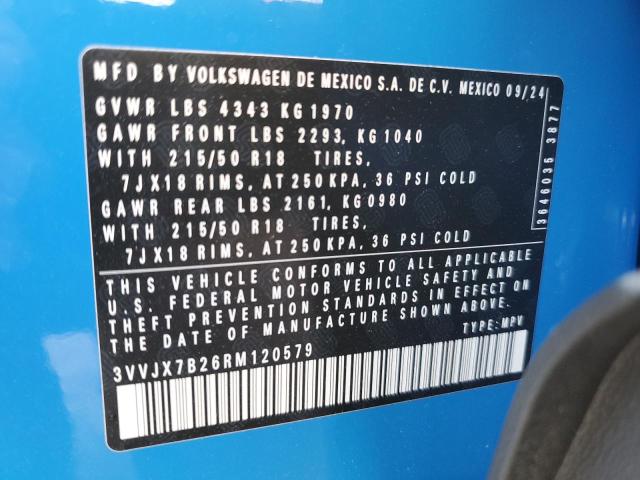 MFD BY VOLKSWAGEN DE MEXICO S.A. DE C.V. MEXICO 09/24
GVWR LBS 4343 KG 1970
GAWR FRONT LBS 2293, KG 1040
WITH 215/50 R18 TIRES,
7JX18 RIMS, AT 250 KPA, 36 PSI COLD
GAWR REAR LBS 2161, KG 0980
WITH 215/50 R18 TIRES,
7JX18 RIMS, AT 250 KPA, 36 PSI COLD
THIS VEHICLE CONFORMS TO ALL APPLICABLE
U.S. FEDERAL MOTOR VEHICLE SAFETY AND
THEFT PREVENTION STANDARDS IN EFFECT ON
THE DATE OF MANUFACTURE SHOWN ABOVE.
TYPE: MPV
3VVJX7B26RM120579
3646035 3877